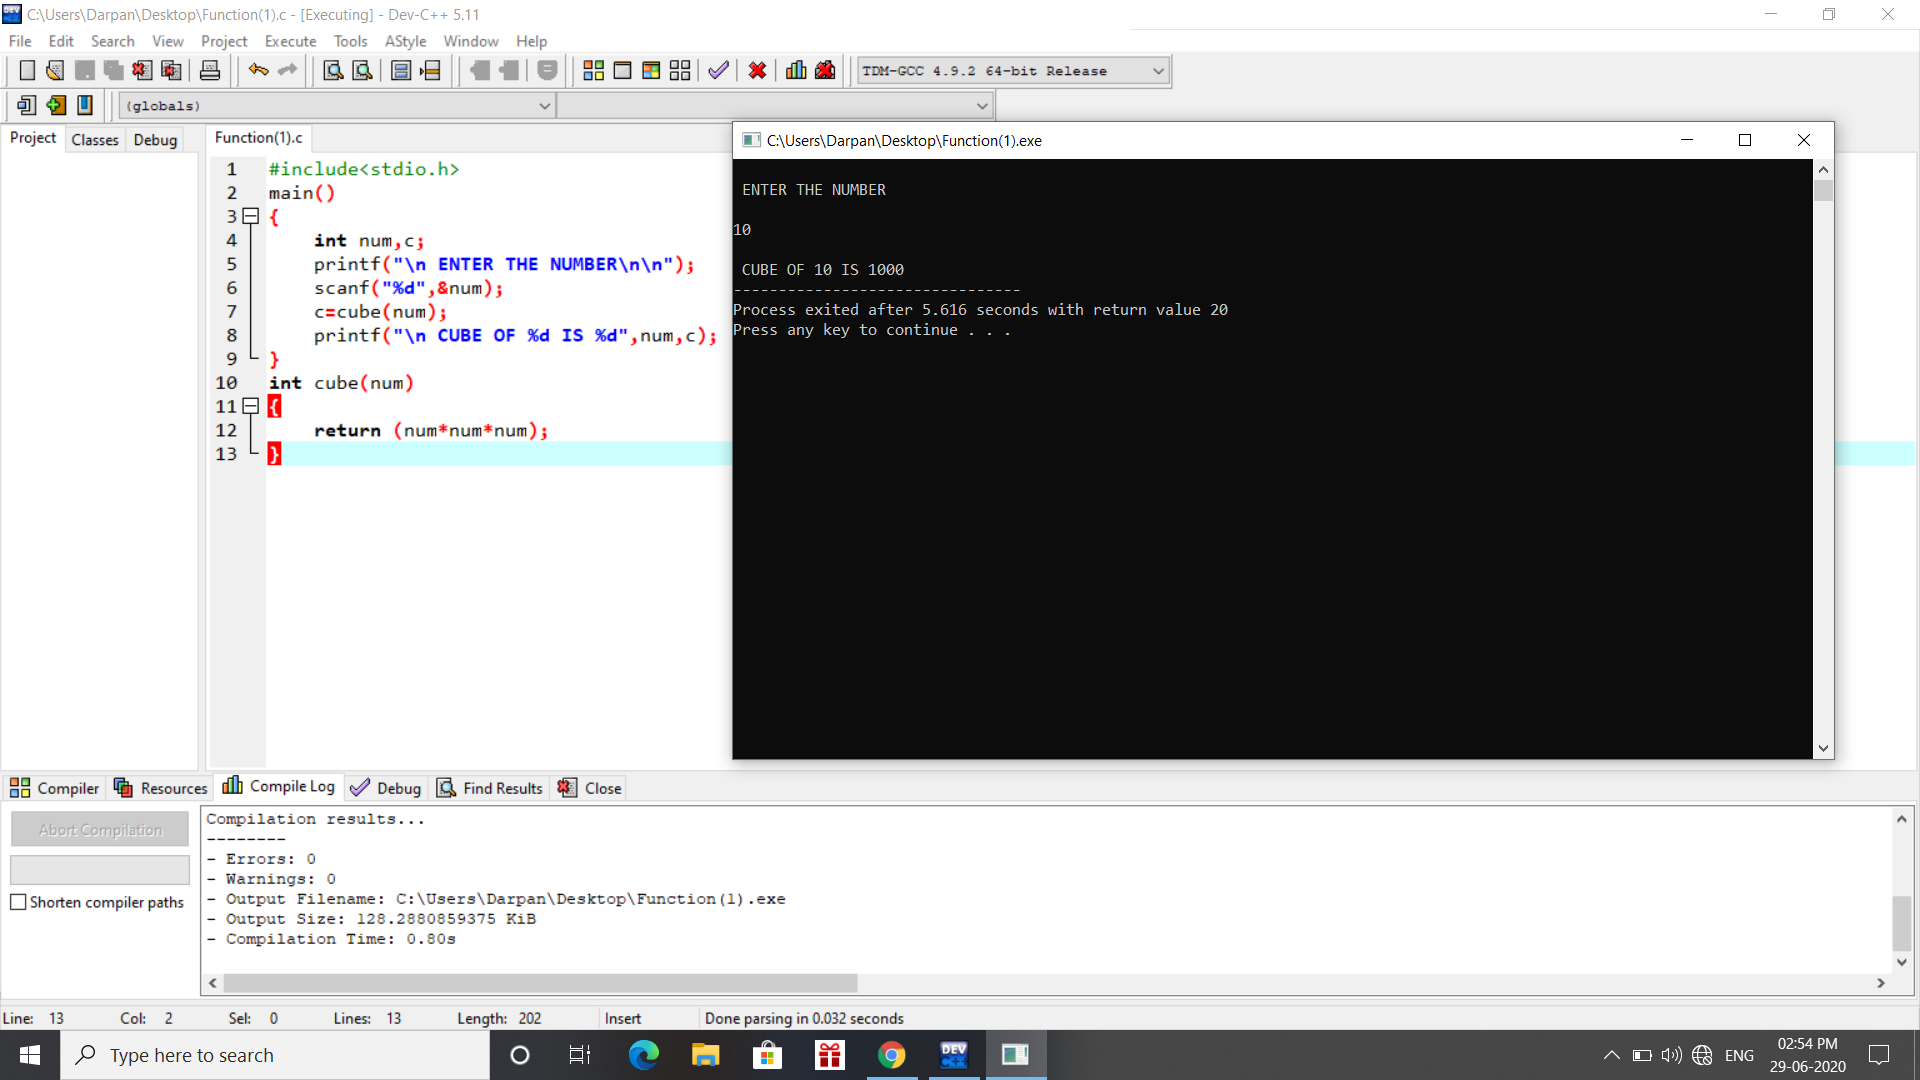 C:\Users\Darpan\Desktop\Function(1).c - [Executing] - Dev-C++ 5.11
File Edit Search View Project Execute Tools AStyle Window Help
TDM-GCC 4.9.2 64-bit Release
(globals)
Project Classes Debug
Function(1).c
1 #include<stdio.h>
2 main()
3 {
4 int num,c;
5 printf("\n ENTER THE NUMBER\n\n");
6 scanf("%d",&num);
7 c=cube(num);
8 printf("\n CUBE OF %d IS %d",num,c);
9 }
10 int cube(num)
11 {
12 return (num*num*num);
13 }
C:\Users\Darpan\Desktop\Function(1).exe
ENTER THE NUMBER
10
CUBE OF 10 IS 1000
--------------------------------
Process exited after 5.616 seconds with return value 20
Press any key to continue . . .
Compiler Resources Compile Log Debug Find Results Close
Abort Compilation
Shorten compiler paths
Compilation results...
--------
- Errors: 0
- Warnings: 0
- Output Filename: C:\Users\Darpan\Desktop\Function(1).exe
- Output Size: 128.2880859375 KiB
- Compilation Time: 0.80s
Line: 13 Col: 2 Sel: 0 Lines: 13 Length: 202 Insert Done parsing in 0.032 seconds
Type here to search
DEV C++
ENG
02:54 PM
29-06-2020